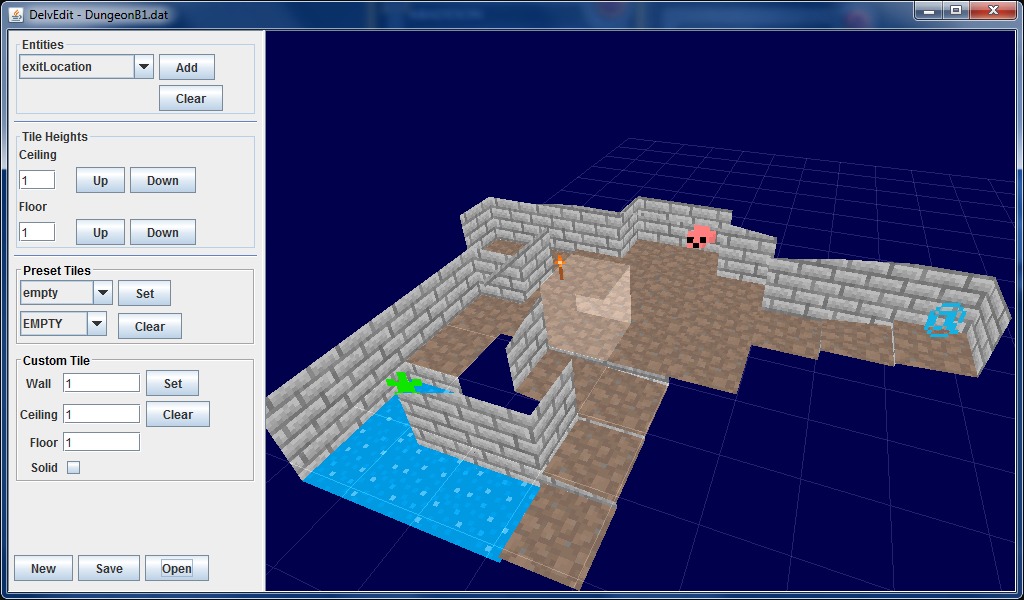 DelvEdit - DungeonB1.dat
Entities
exitLocation Add
Clear
Tile Heights
Ceiling
1 Up Down
Floor
1 Up Down
Preset Tiles
empty Set
EMPTY Clear
Custom Tile
Wall 1 Set
Ceiling 1 Clear
Floor 1
Solid
New Save Open